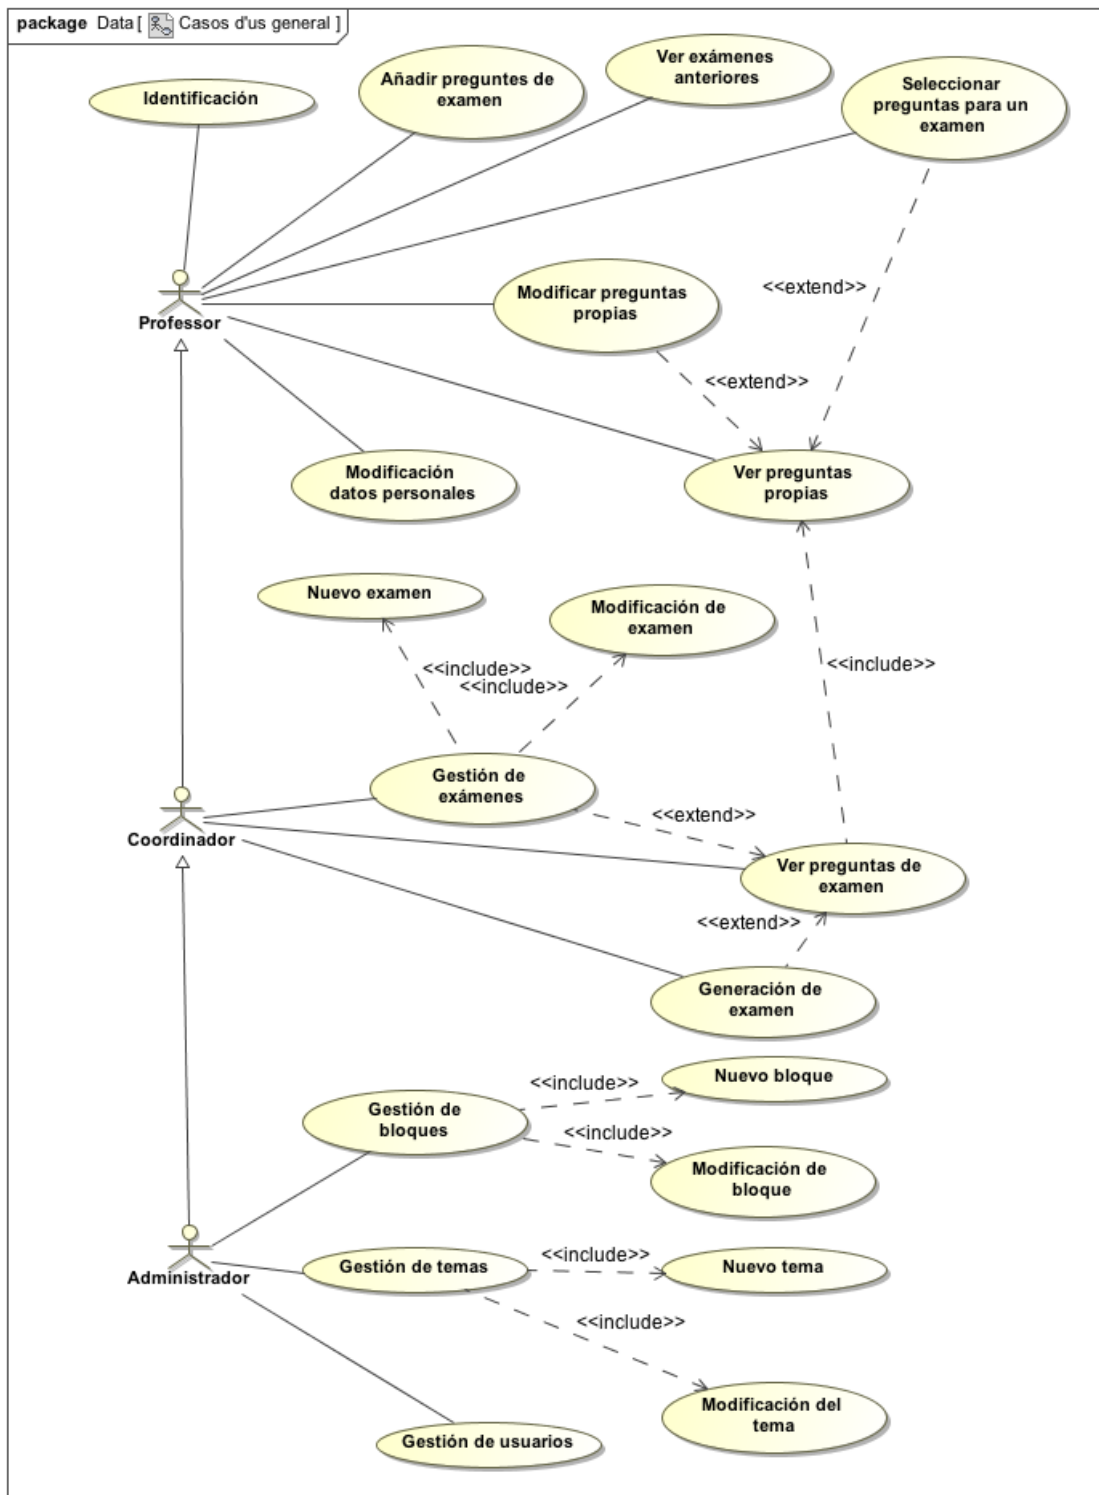 package Data [ Casos d'us general ]
Identificación
Añadir preguntes de
examen
Ver exámenes
anteriores
Seleccionar
preguntas para un
examen
<<extend>>
Modificar preguntas
propias
Professor
<<extend>>
Modificación
datos personales
Ver preguntas
propias
Nuevo examen
Modificación de
examen
<<include>>
<<include>>
<<include>>
Gestión de
exámenes
<<extend>>
Coordinador
Ver preguntas de
examen
<<extend>>
Generación de
examen
<<include>>
Nuevo bloque
Gestión de
bloques
<<include>>
Modificación de
bloque
Administrador
Gestión de temas
<<include>>
Nuevo tema
<<include>>
Modificación del
tema
Gestión de usuarios